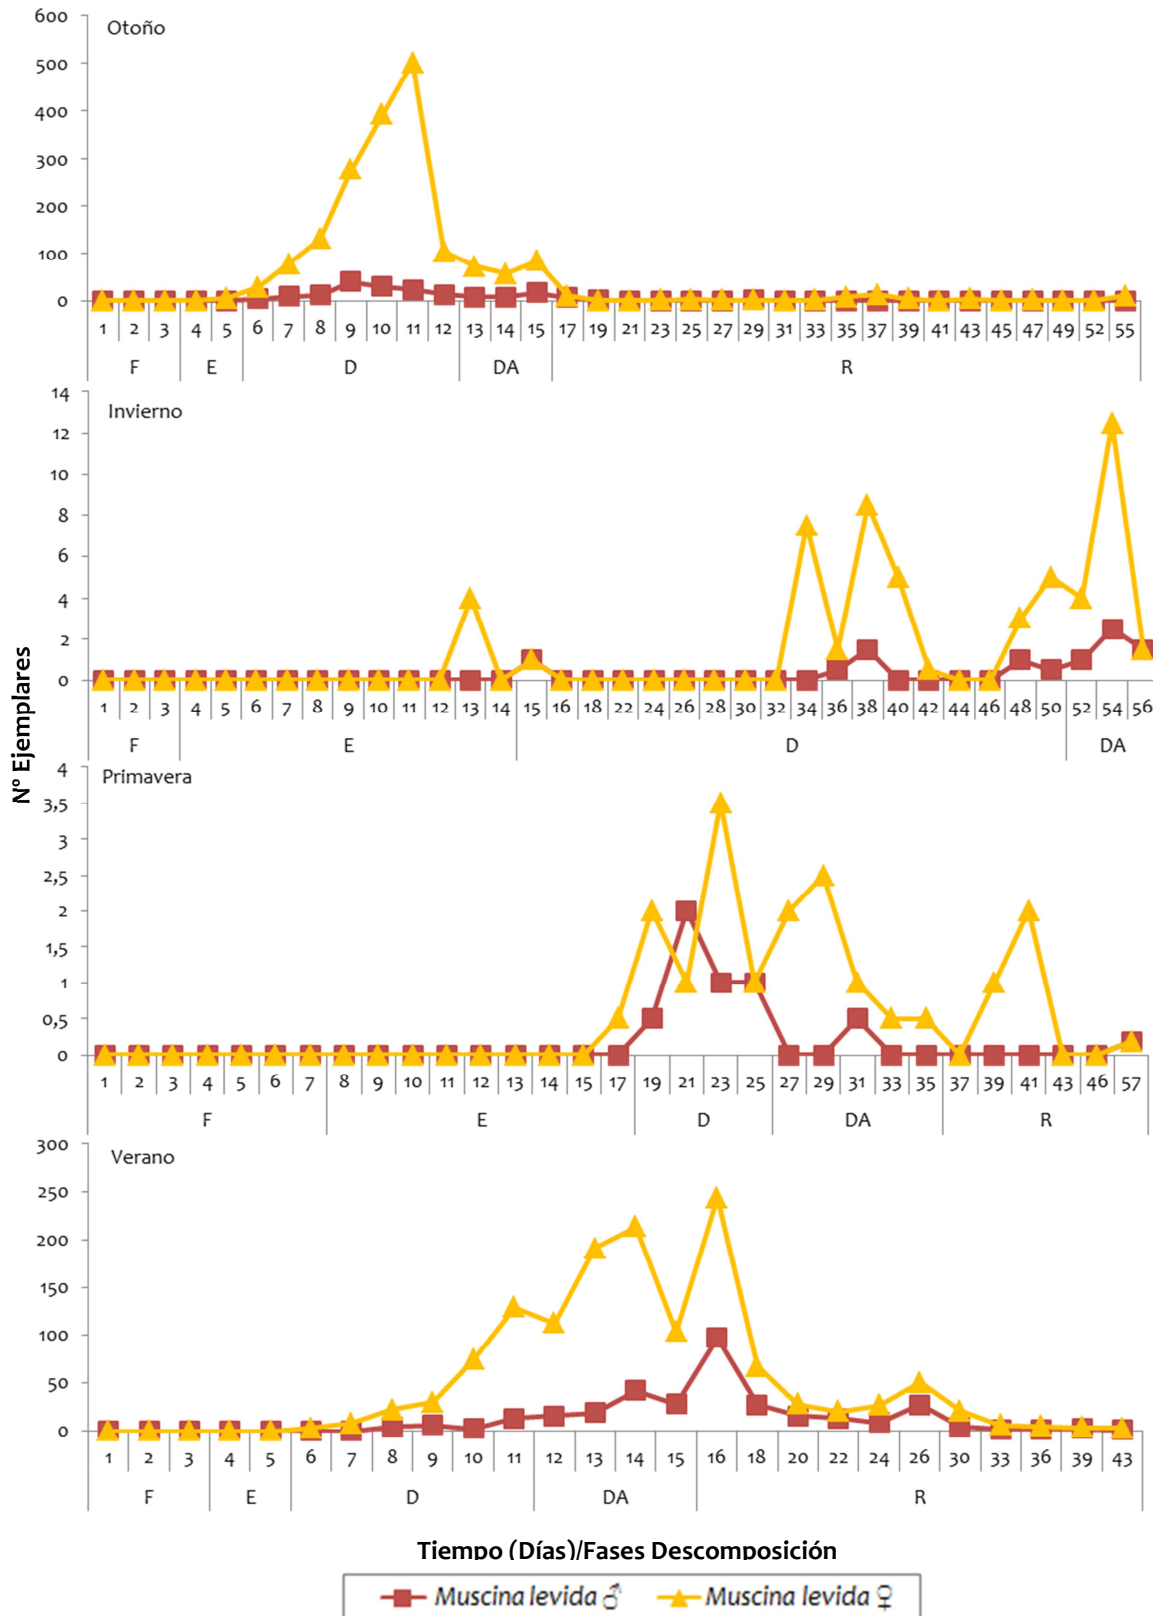 Nº Ejemplares
Otoño
600
500
400
300
200
100
0
1 2 3 4 5 6 7 8 9 10 11 12 13 14 15 17 19 21 23 25 27 29 31 33 35 37 39 41 43 45 47 49 52 55
F E D DA R
Invierno
14
12
10
8
6
4
2
0
1 2 3 4 5 6 7 8 9 10 11 12 13 14 15 16 18 22 24 26 28 30 32 34 36 38 40 42 44 46 48 50 52 54 56
F E D DA
Primavera
4
3,5
3
2,5
2
1,5
1
0,5
0
1 2 3 4 5 6 7 8 9 10 11 12 13 14 15 17 19 21 23 25 27 29 31 33 35 37 39 41 43 46 57
F E D DA R
Verano
300
250
200
150
100
50
0
1 2 3 4 5 6 7 8 9 10 11 12 13 14 15 16 18 20 22 24 26 30 33 36 39 43
F E D DA R
Tiempo (Días)/Fases Descomposición
Muscina levida ♂ Muscina levida ♀